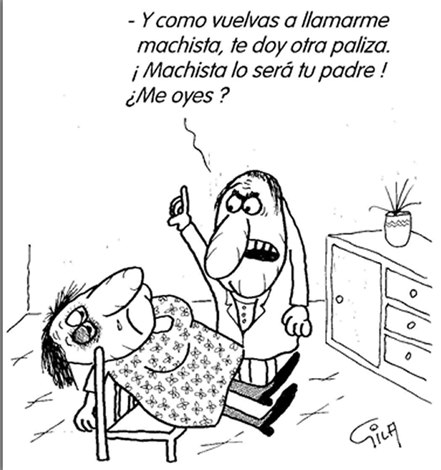 - Y como vuelvas a llamarme
machista, te doy otra paliza.
¡ Machista lo será tu padre !
¿Me oyes ?
GILA